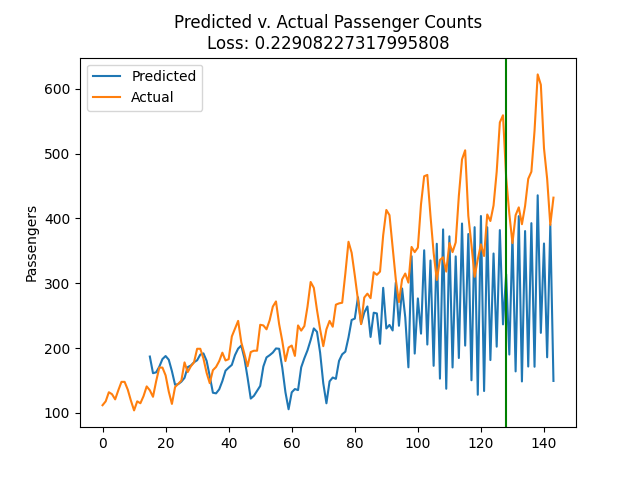 Predicted v. Actual Passenger Counts
Loss: 0.22908227317995808
Predicted
Actual
Passengers
600
500
400
300
200
100
0
20
40
60
80
100
120
140